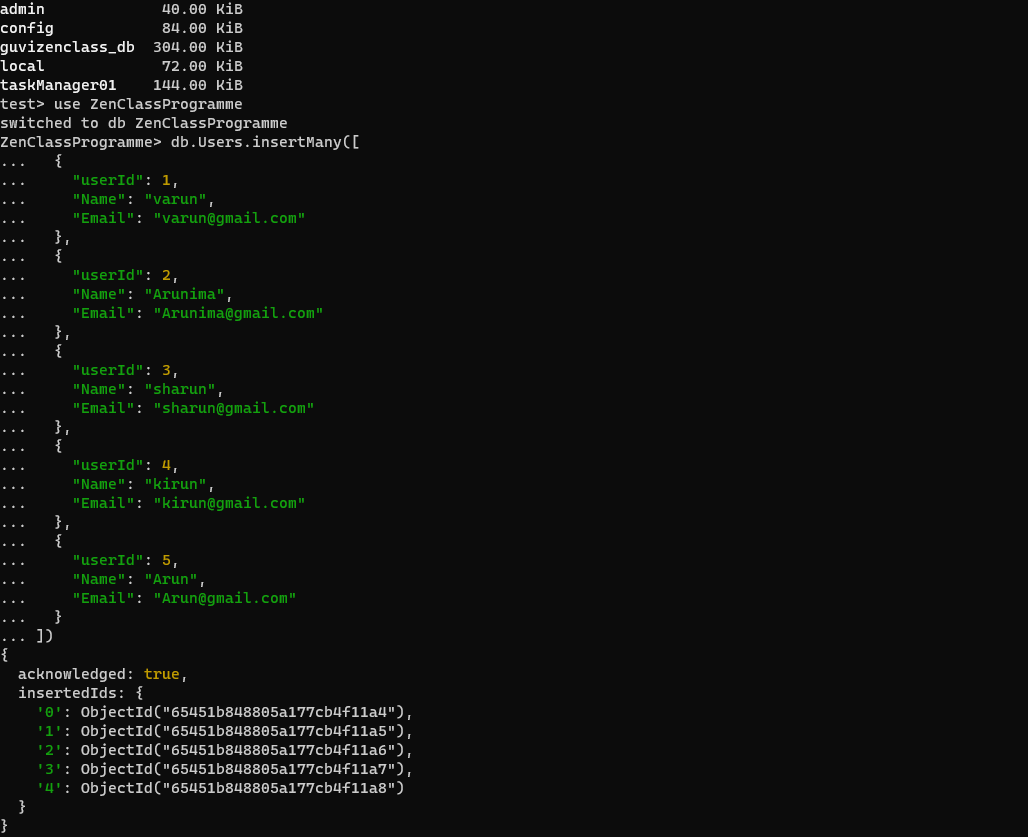 admin             40.00 KiB
config            84.00 KiB
guvizenclass_db  304.00 KiB
local             72.00 KiB
taskManager01    144.00 KiB
test> use ZenClassProgramme
switched to db ZenClassProgramme
ZenClassProgramme> db.Users.insertMany([
...   {
...     "userId": 1,
...     "Name": "varun",
...     "Email": "varun@gmail.com"
...   },
...   {
...     "userId": 2,
...     "Name": "Arunima",
...     "Email": "Arunima@gmail.com"
...   },
...   {
...     "userId": 3,
...     "Name": "sharun",
...     "Email": "sharun@gmail.com"
...   },
...   {
...     "userId": 4,
...     "Name": "kirun",
...     "Email": "kirun@gmail.com"
...   },
...   {
...     "userId": 5,
...     "Name": "Arun",
...     "Email": "Arun@gmail.com"
...   }
... ])
{
  acknowledged: true,
  insertedIds: {
    '0': ObjectId("65451b848805a177cb4f11a4"),
    '1': ObjectId("65451b848805a177cb4f11a5"),
    '2': ObjectId("65451b848805a177cb4f11a6"),
    '3': ObjectId("65451b848805a177cb4f11a7"),
    '4': ObjectId("65451b848805a177cb4f11a8")
  }
}